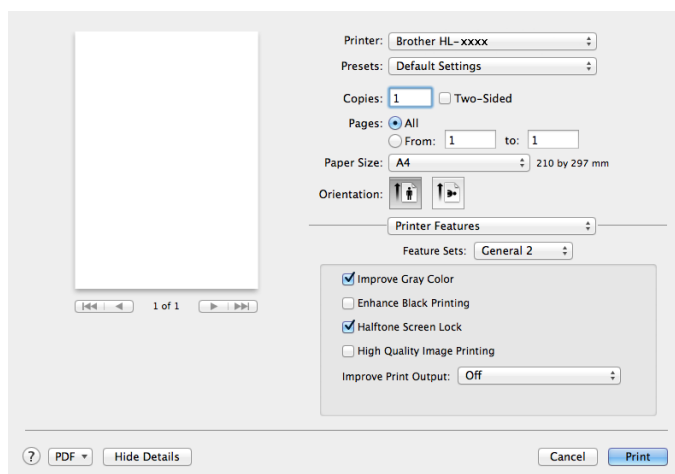 Printer: Brother HL-xxxx
Presets: Default Settings
Copies: 1 Two-Sided
Pages: All
From: 1 to: 1
Paper Size: A4 210 by 297 mm
Orientation:
Printer Features
Feature Sets: General 2
Improve Gray Color
Enhance Black Printing
Halftone Screen Lock
High Quality Image Printing
Improve Print Output: Off
1 of 1
? PDF Hide Details Cancel Print